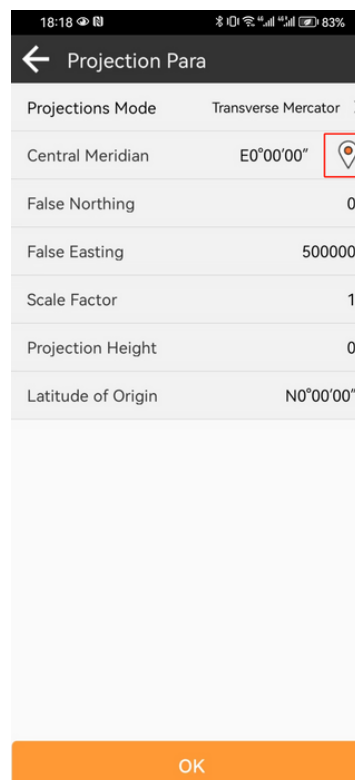 18:18 83%
Projection Para
Projections Mode Transverse Mercator
Central Meridian E0°00'00"
False Northing 0
False Easting 500000
Scale Factor 1
Projection Height 0
Latitude of Origin N0°00'00"
OK